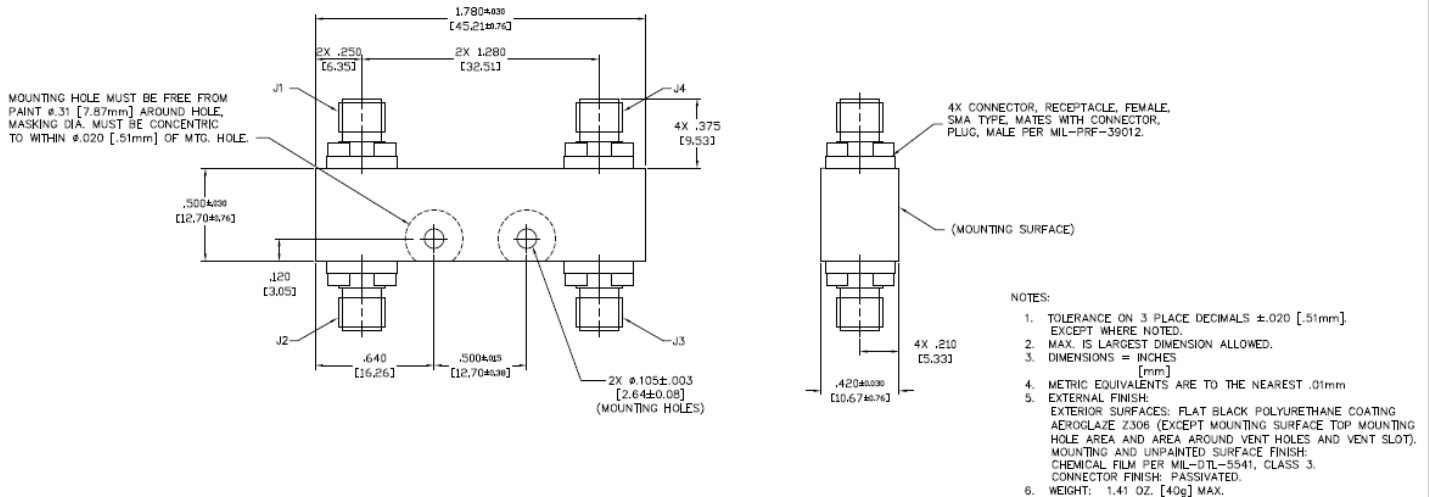 1.780±.030
[45.21±0.76]
2X .250
[6.35]
2X 1.280
[32.51]
J1
J4
MOUNTING HOLE MUST BE FREE FROM
PAINT ø.31 [7.87mm] AROUND HOLE,
MASKING DIA. MUST BE CONCENTRIC
TO WITHIN ø.020 [.51mm] OF MTG. HOLE.
4X .375
[9.53]
4X CONNECTOR, RECEPTACLE, FEMALE,
SMA TYPE, MATES WITH CONNECTOR,
PLUG, MALE PER MIL-PRF-39012.
.500±.030
[12.70±0.76]
(MOUNTING SURFACE)
.120
[3.05]
J2
J3
.640
[16.26]
.500±.015
[12.70±0.38]
2X ø.105±.003
[2.64±0.08]
(MOUNTING HOLES)
4X .210
[5.33]
.420±0.030
[10.67±0.76]
NOTES:
1. TOLERANCE ON 3 PLACE DECIMALS ±.020 [.51mm].
EXCEPT WHERE NOTED.
2. MAX. IS LARGEST DIMENSION ALLOWED.
3. DIMENSIONS = INCHES
[mm]
4. METRIC EQUIVALENTS ARE TO THE NEAREST .01mm
5. EXTERNAL FINISH:
EXTERIOR SURFACES: FLAT BLACK POLYURETHANE COATING
AEROGLAZE Z306 (EXCEPT MOUNTING SURFACE TOP MOUNTING
HOLE AREA AND AREA AROUND VENT HOLES AND VENT SLOT).
MOUNTING AND UNPAINTED SURFACE FINISH:
CHEMICAL FILM PER MIL-DTL-5541, CLASS 3.
CONNECTOR FINISH: PASSIVATED.
6. WEIGHT: 1.41 OZ. [40g] MAX.